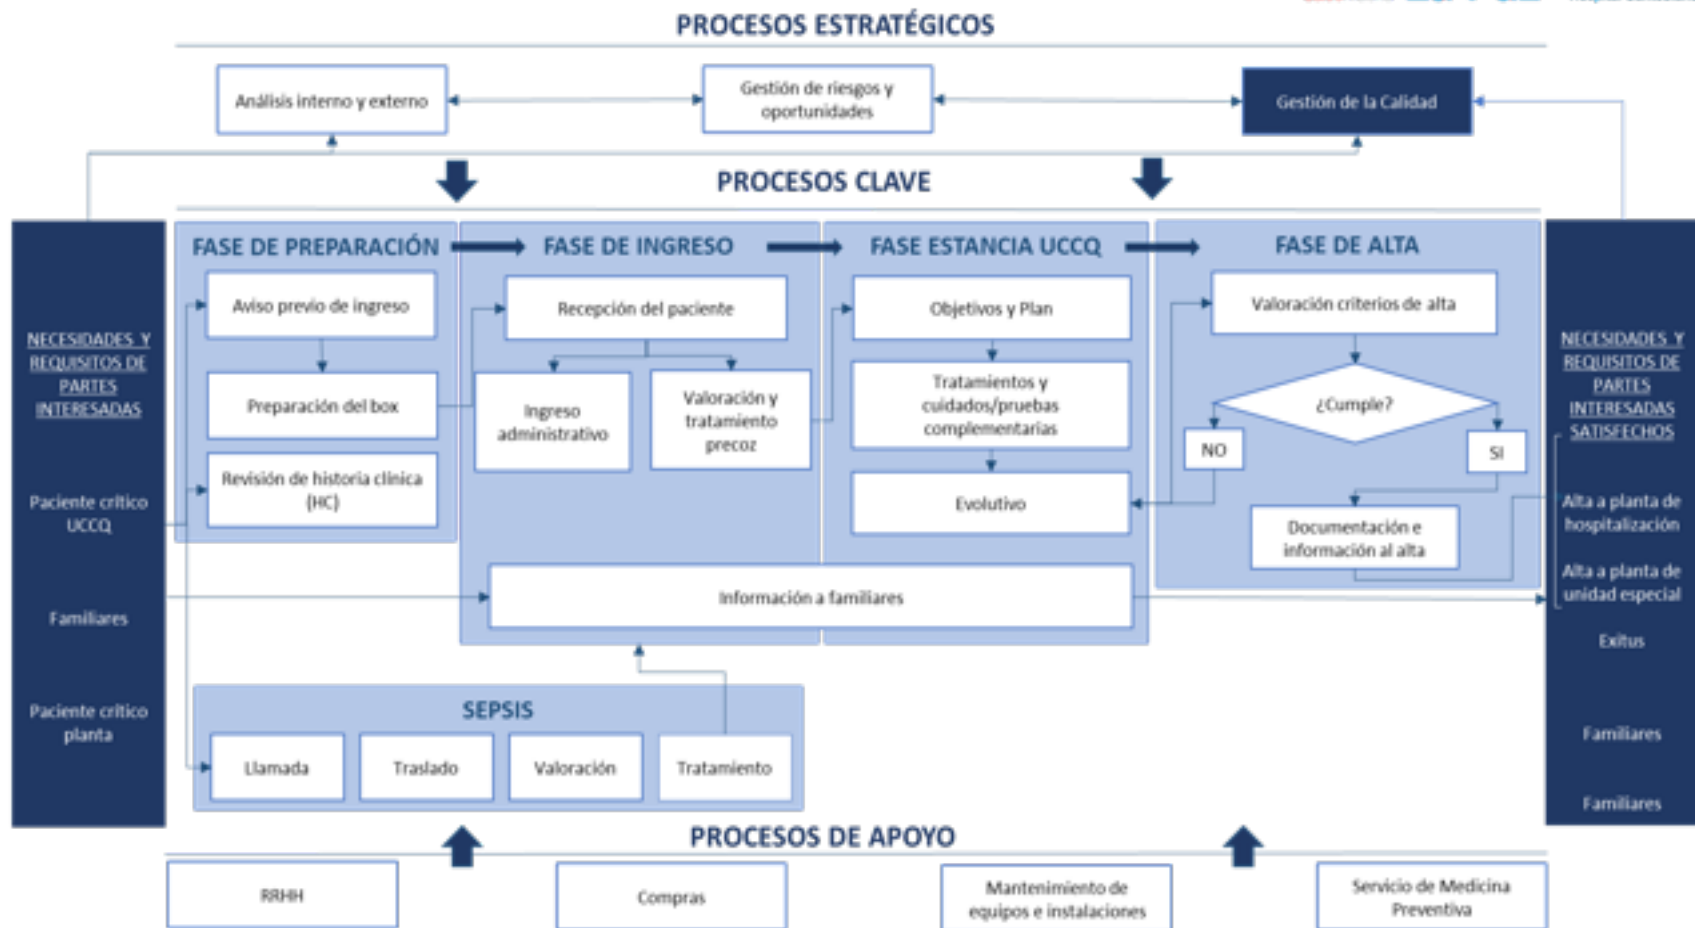 PROCESOS ESTRATÉGICOS
Análisis interno y externo
Gestión de riesgos y
oportunidades
Gestión de la Calidad
PROCESOS CLAVE
NECESIDADES Y
REQUISITOS DE
PARTES
INTERESADAS
Paciente crítico
UCCQ
Familiares
Paciente crítico
planta
FASE DE PREPARACIÓN
Aviso previo de ingreso
Preparación del box
Revisión de historia clínica
(HC)
FASE DE INGRESO
Recepción del paciente
Ingreso
administrativo
Valoración y
tratamiento
precoz
FASE ESTANCIA UCCQ
Objetivos y Plan
Tratamientos y
cuidados/pruebas
complementarias
Evolutivo
Información a familiares
FASE DE ALTA
Valoración criterios de alta
¿Cumple?
NO
SI
Documentación e
información al alta
NECESIDADES Y
REQUISITOS DE
PARTES
INTERESADAS
SATISFECHOS
Alta a planta de
hospitalización
Alta a planta de
unidad especial
Exitus
Familiares
Familiares
SEPSIS
Llamada
Traslado
Valoración
Tratamiento
PROCESOS DE APOYO
RRHH
Compras
Mantenimiento de
equipos e instalaciones
Servicio de Medicina
Preventiva